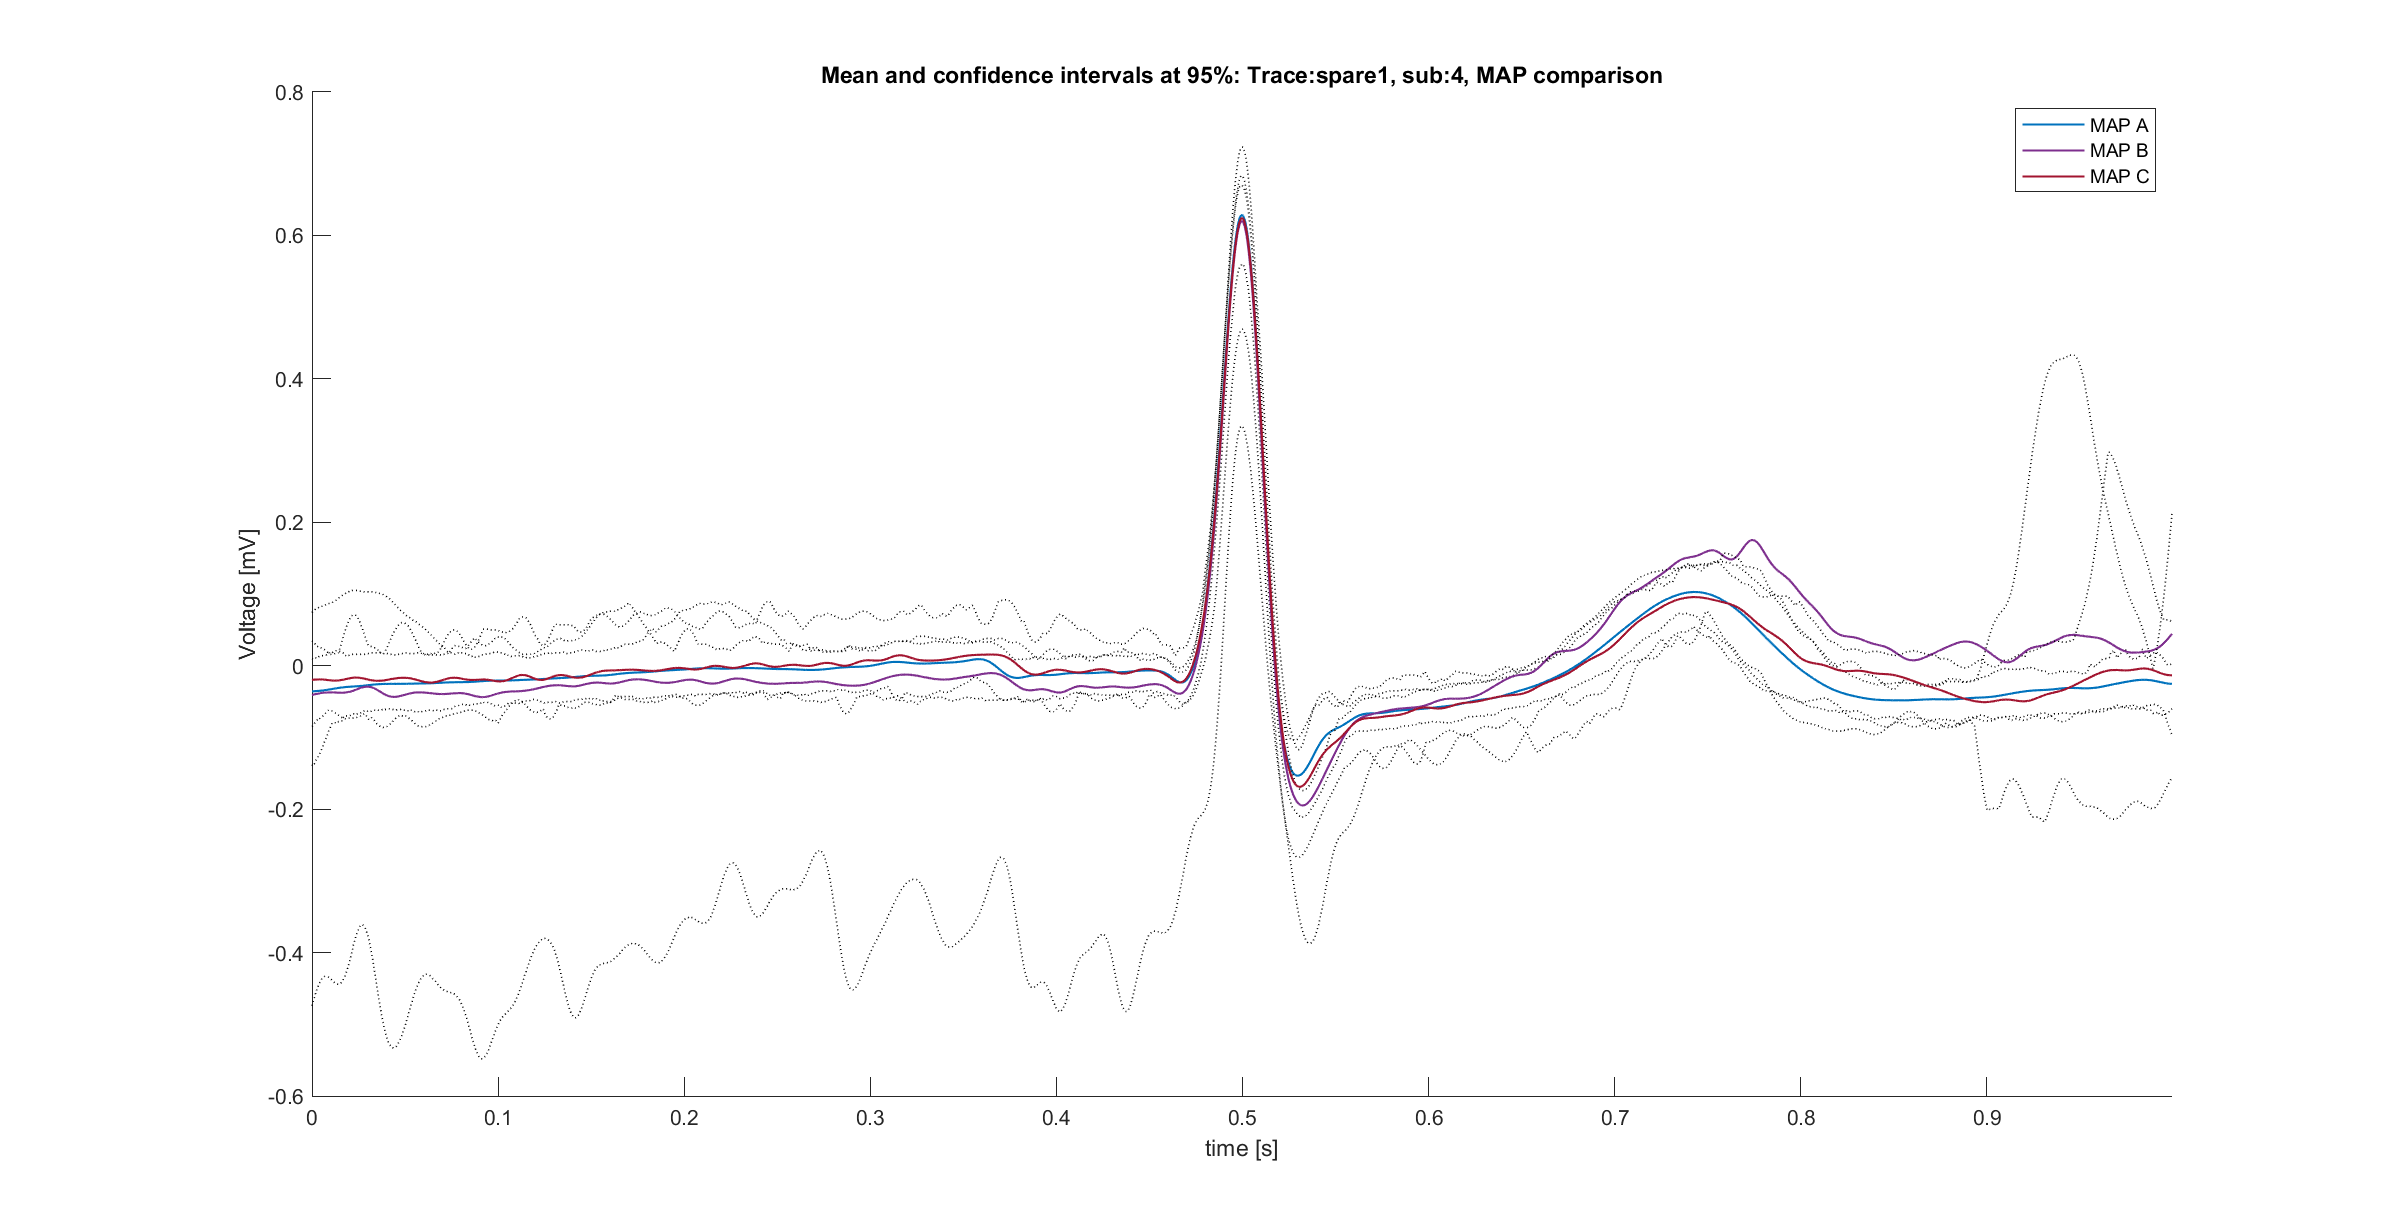 Mean and confidence intervals at 95%: Trace:spare1, sub:4, MAP comparison
0.8
0.6
0.4
0.2
0
-0.2
-0.4
-0.6
Voltage [mV]
MAP A
MAP B
MAP C
0 0.1 0.2 0.3 0.4 0.5 0.6 0.7 0.8 0.9
time [s]